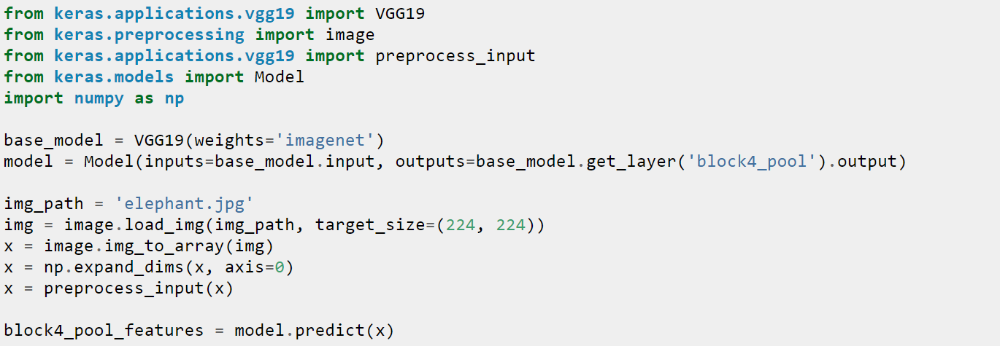 from keras.applications.vgg19 import VGG19
from keras.preprocessing import image
from keras.applications.vgg19 import preprocess_input
from keras.models import Model
import numpy as np
base_model = VGG19(weights='imagenet')
model = Model(inputs=base_model.input, outputs=base_model.get_layer('block4_pool').output)
img_path = 'elephant.jpg'
img = image.load_img(img_path, target_size=(224, 224))
x = image.img_to_array(img)
x = np.expand_dims(x, axis=0)
x = preprocess_input(x)
block4_pool_features = model.predict(x)